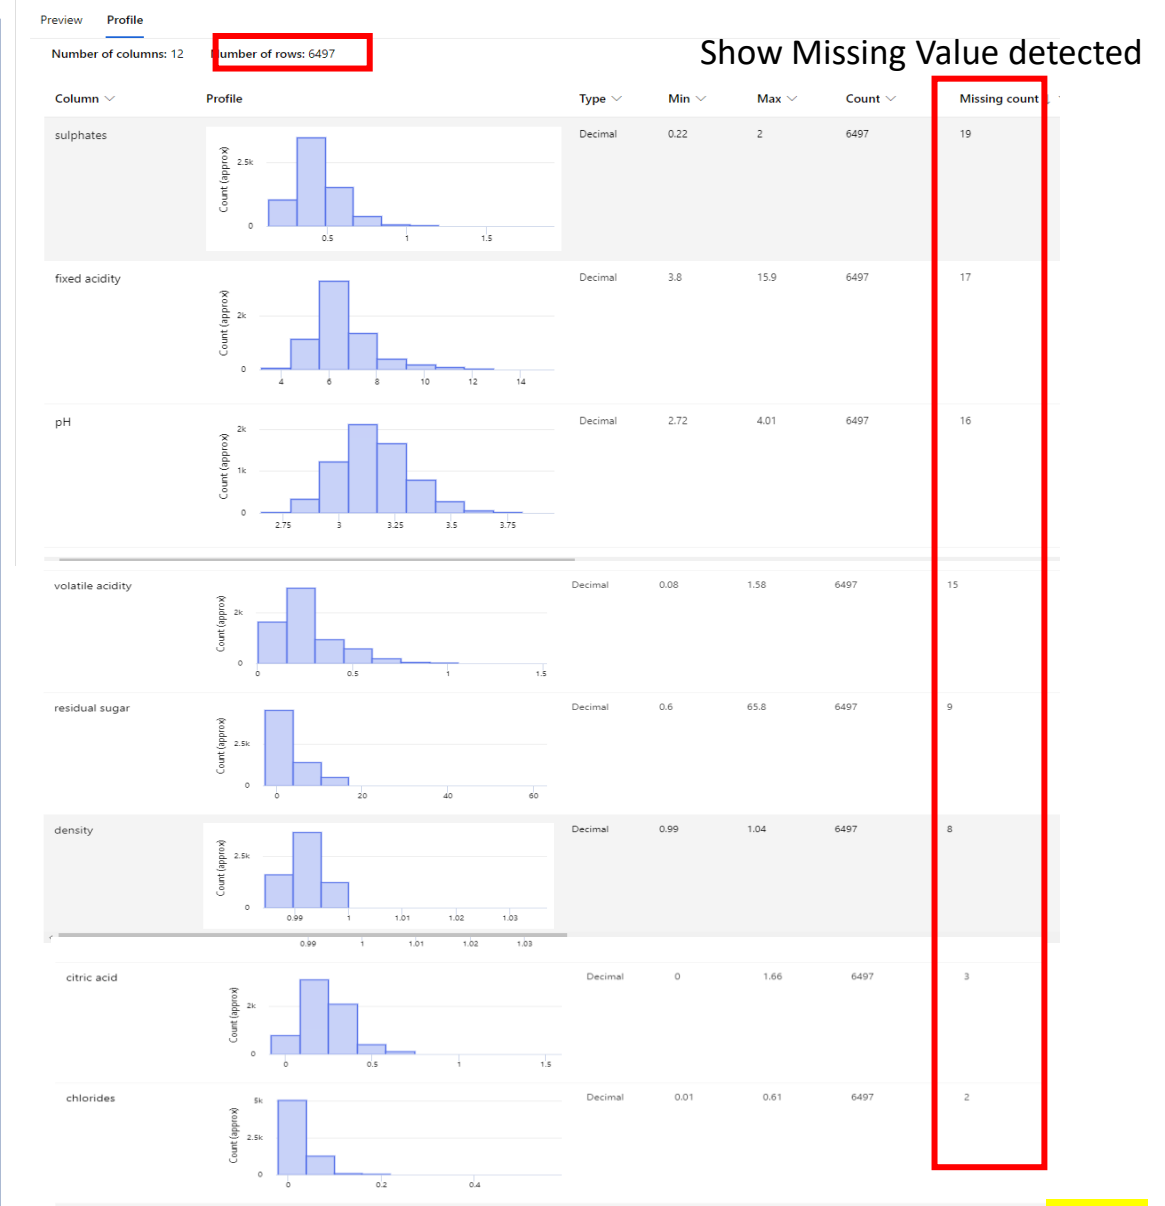 Preview Profile
Number of columns: 12 Number of rows: 6497
Show Missing Value detected
Column Profile Type Min Max Count Missing count
sulphates Decimal 0.22 2 6497 19
Count (approx)
2.5k
0
0.5 1 1.5
fixed acidity Decimal 3.8 15.9 6497 17
Count (approx)
2k
0
4 6 8 10 12 14
pH Decimal 2.72 4.01 6497 16
Count (approx)
2k
1k
0
2.75 3 3.25 3.5 3.75
volatile acidity Decimal 0.08 1.58 6497 15
Count (approx)
2k
0
0 0.5 1 1.5
residual sugar Decimal 0.6 65.8 6497 9
Count (approx)
2.5k
0
0 20 40 60
density Decimal 0.99 1.04 6497 8
Count (approx)
2.5k
0
0.99 1 1.01 1.02 1.03
0.99 1 1.01 1.02 1.03
citric acid Decimal 0 1.66 6497 3
Count (approx)
2k
0
0 0.5 1 1.5
chlorides Decimal 0.01 0.61 6497 2
Count (approx)
5k
2.5k
0
0 0.2 0.4